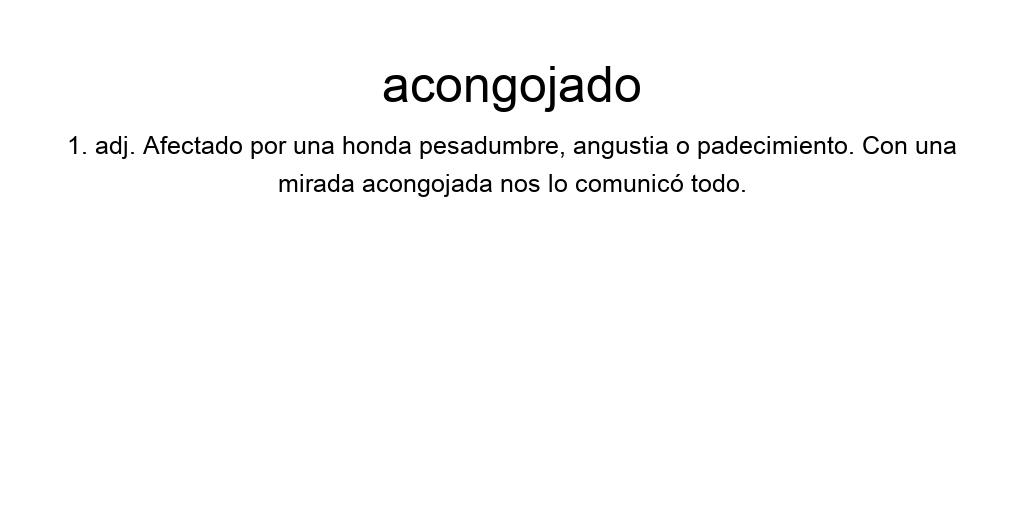 acongojado
1. adj. Afectado por una honda pesadumbre, angustia o padecimiento. Con una
mirada acongojada nos lo comunicó todo.